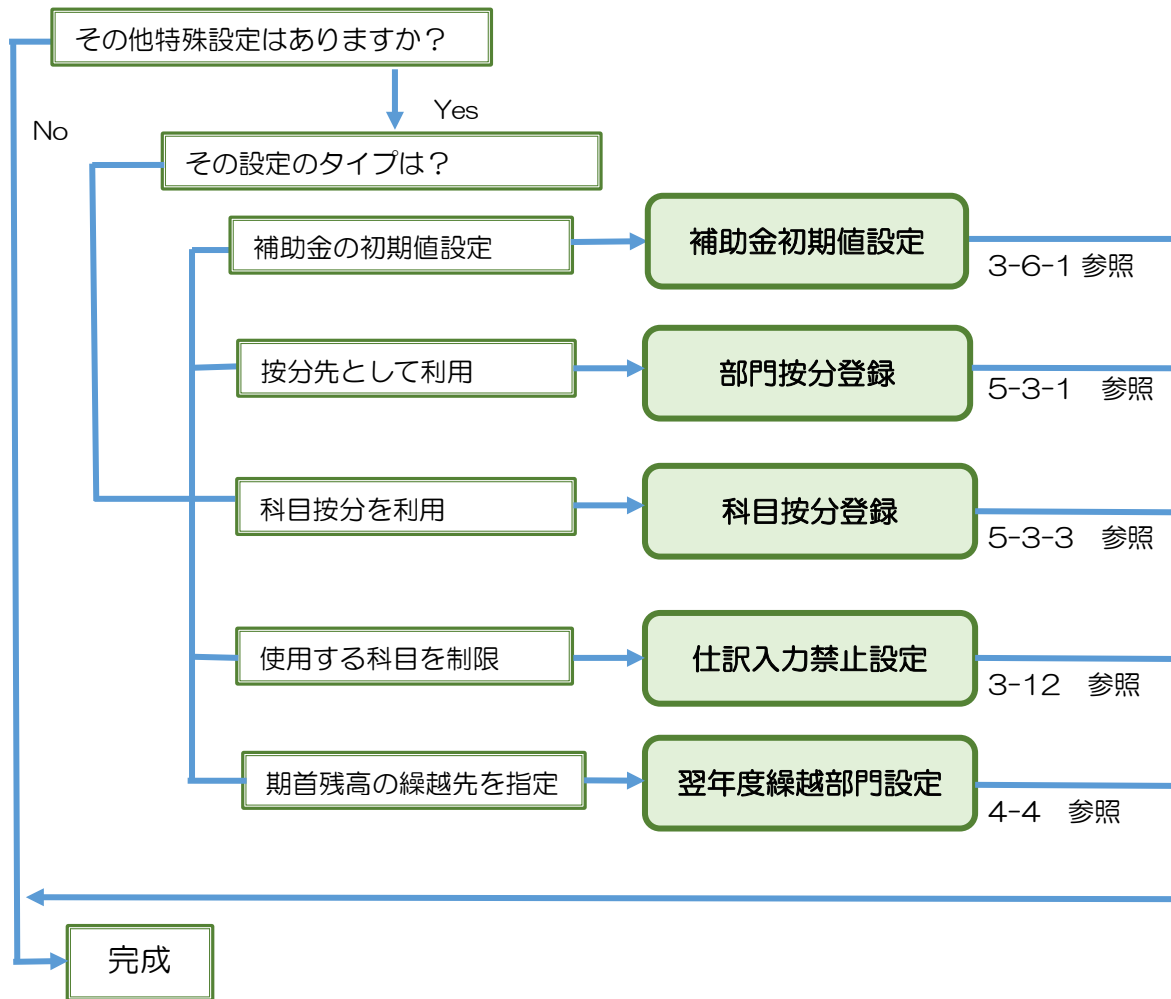 その他特殊設定はありますか？
Yes
No
その設定のタイプは？
補助金の初期値設定
補助金初期値設定
3-6-1 参照
按分先として利用
部門按分登録
5-3-1　参照
科目按分を利用
科目按分登録
5-3-3　参照
使用する科目を制限
仕訳入力禁止設定
3-12　参照
期首残高の繰越先を指定
翌年度繰越部門設定
4-4　参照
完成